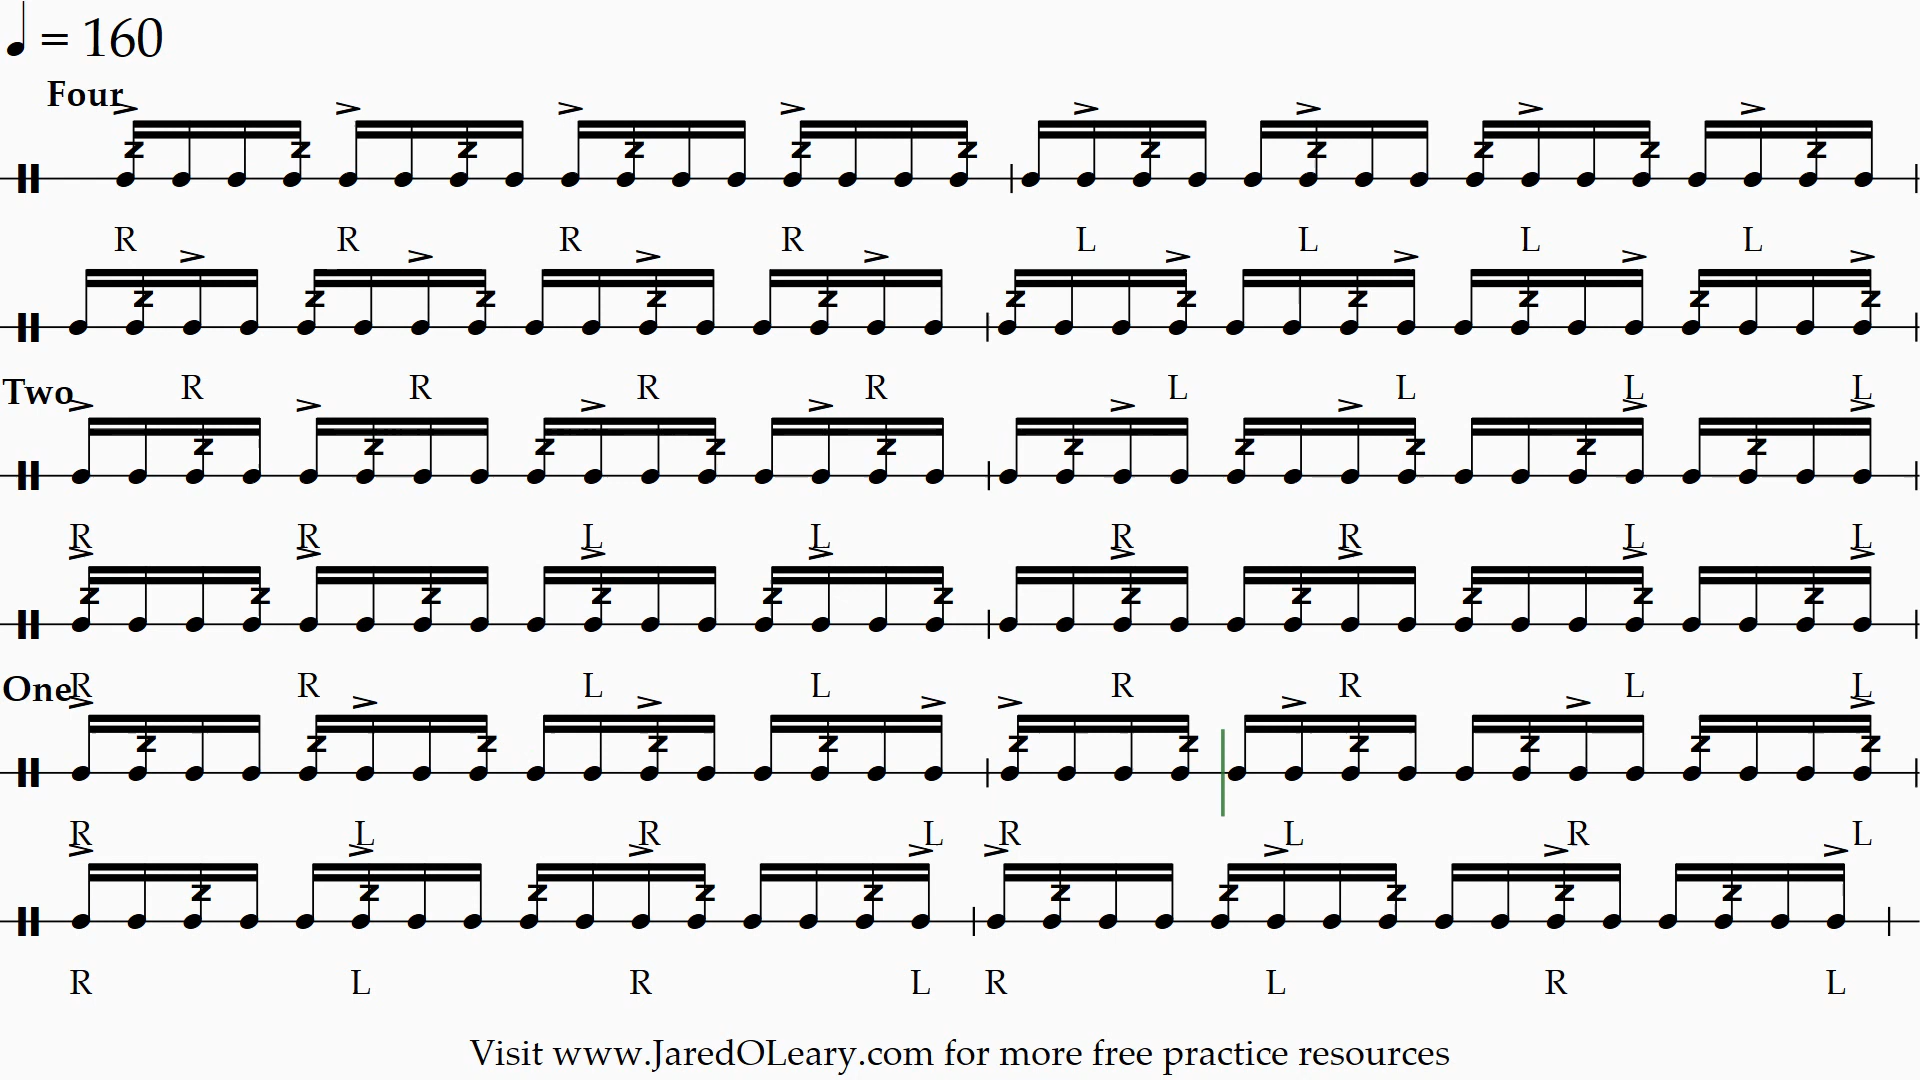 = 160
Four
R R R R L L L L
R R R R L L L L
Two
R R L L R R L L
R R L L R R L L
One
R L R L R L R L
R L R L R L R L
Visit www.JaredOLeary.com for more free practice resources